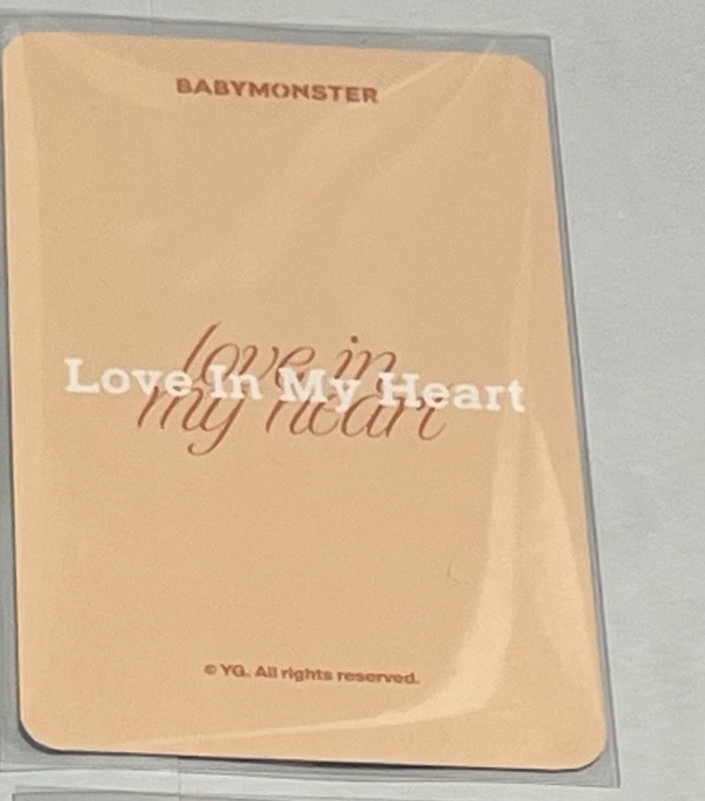 BABYMONSTER
love in
Love In My Heart
my heart
© YG. All rights reserved.